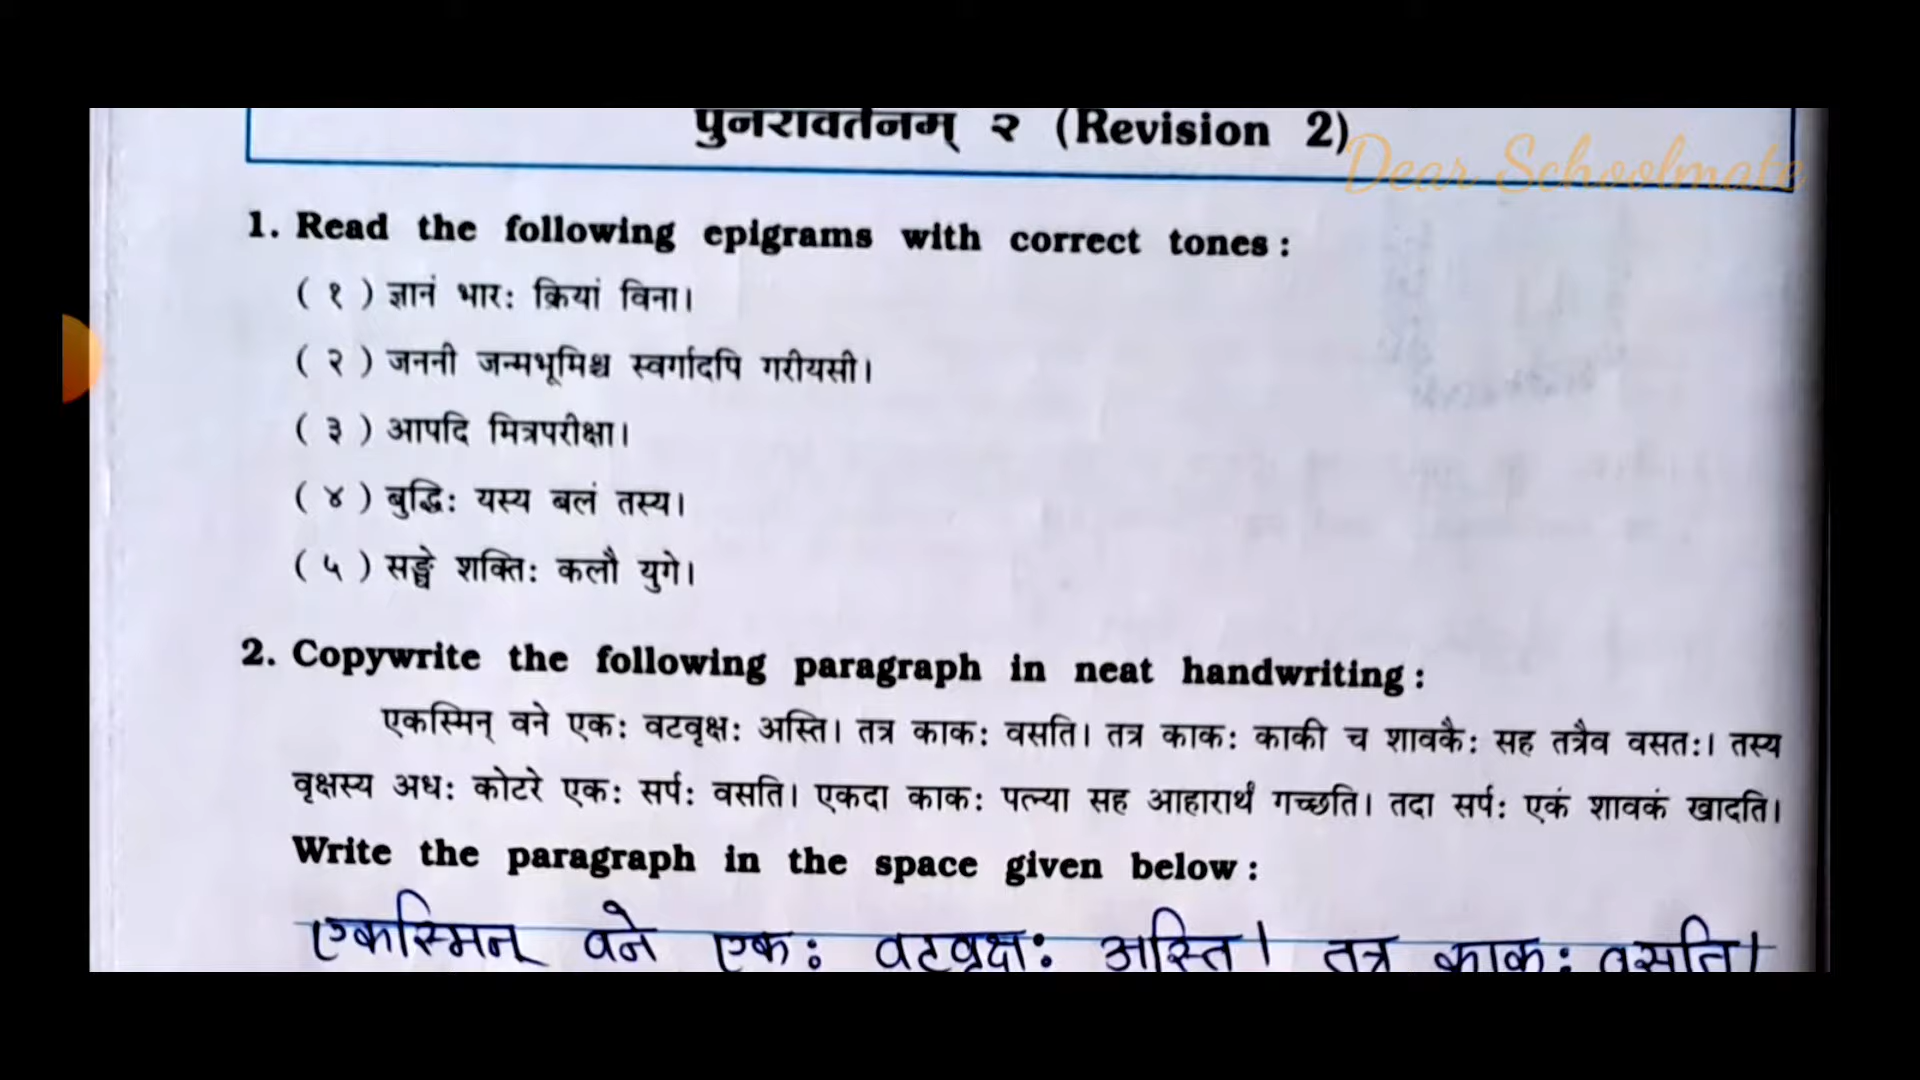 पुनरावर्तनम् २ (Revision 2)
Dear Schoolmate
1. Read the following epigrams with correct tones :
( १ ) ज्ञानं भारः क्रियां विना।
( २ ) जननी जन्मभूमिश्च स्वर्गादपि गरीयसी।
( ३ ) आपदि मित्रपरीक्षा।
( ४ ) बुद्धिः यस्य बलं तस्य।
( ५ ) सङ्घे शक्तिः कलौ युगे।
2. Copywrite the following paragraph in neat handwriting :
एकस्मिन् वने एकः वटवृक्षः अस्ति। तत्र काकः वसति। तत्र काकः काकी च शावकैः सह तत्रैव वसतः। तस्य
वृक्षस्य अधः कोटरे एकः सर्पः वसति। एकदा काकः पत्न्या सह आहारार्थं गच्छति। तदा सर्पः एकं शावकं खादति।
Write the paragraph in the space given below :
एकस्मिन् वने एकः वटवृक्षः अस्ति। तत्र काकः वसति।